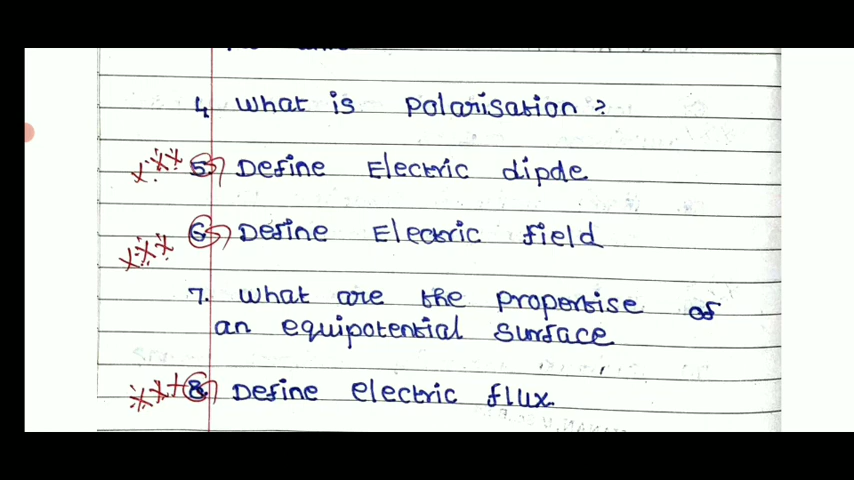 4. What is polarisation?
5. Define Electric dipole
6. Define Electric field
7. What are the propertise of
an equipotential surface
8. Define electric flux